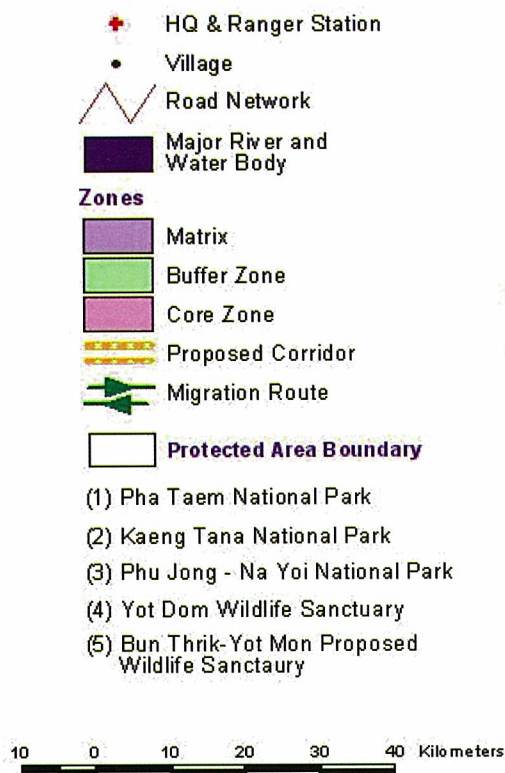 HQ & Ranger Station
Village
Road Network
Major River and
Water Body
Zones
Matrix
Buffer Zone
Core Zone
Proposed Corridor
Migration Route
Protected Area Boundary
(1) Pha Taem National Park
(2) Kaeng Tana National Park
(3) Phu Jong - Na Yoi National Park
(4) Yot Dom Wildlife Sanctuary
(5) Bun Thrik-Yot Mon Proposed
Wildlife Sanctaury
10 0 10 20 30 40 Kilometers